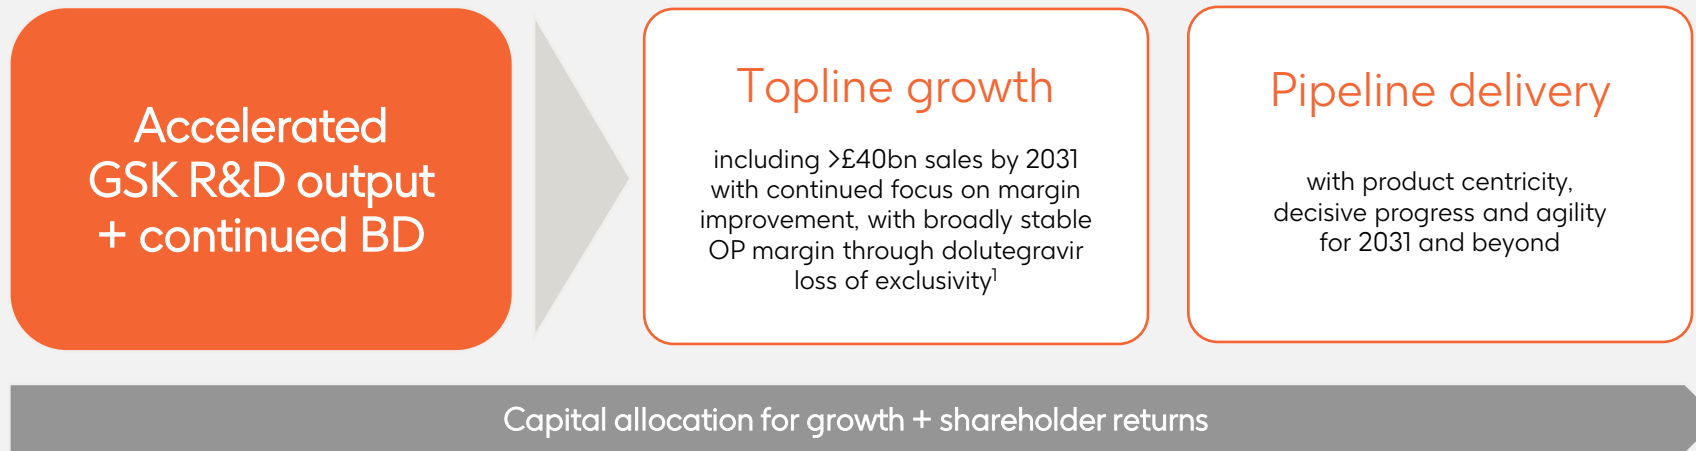 Accelerated
GSK R&D output
+ continued BD
Topline growth
including >£40bn sales by 2031
with continued focus on margin
improvement, with broadly stable
OP margin through dolutegravir
loss of exclusivity¹
Pipeline delivery
with product centricity,
decisive progress and agility
for 2031 and beyond
Capital allocation for growth + shareholder returns